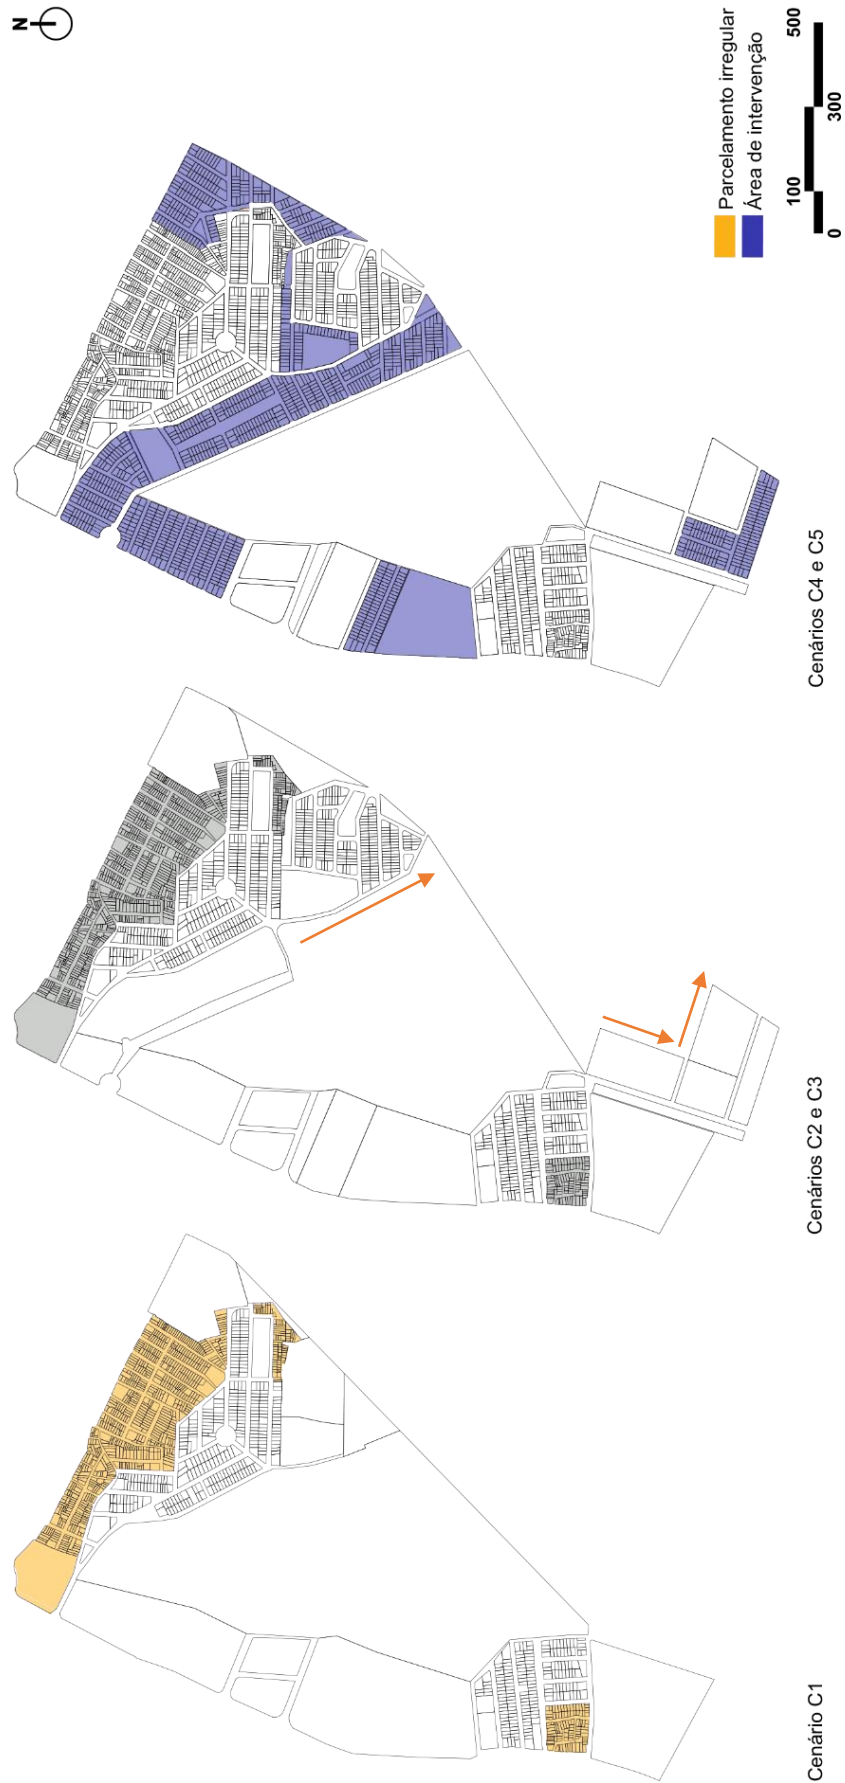 N
Parcelamento irregular
Área de intervenção
0
100
300
500
Cenário C1
Cenários C2 e C3
Cenários C4 e C5